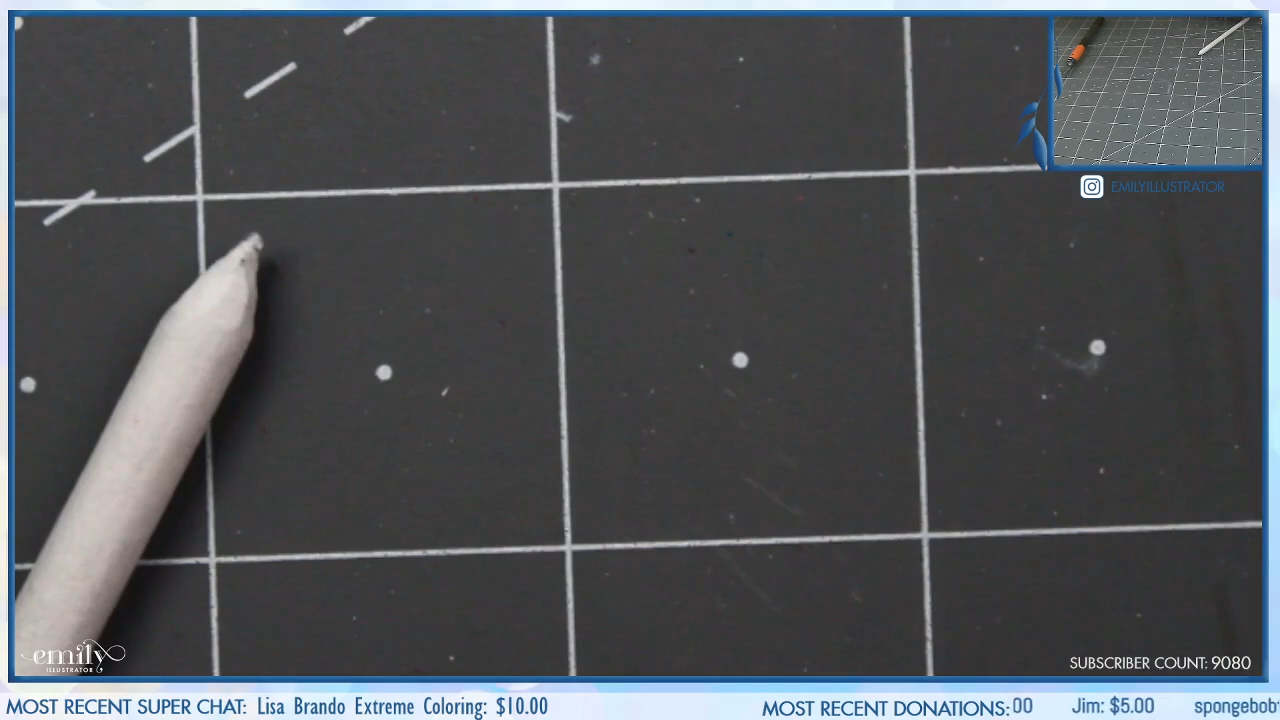 EMILYILLUSTRATOR
emily
ILLUSTRATOR
SUBSCRIBER COUNT: 9080
MOST RECENT SUPER CHAT: Lisa Brando Extreme Coloring: $10.00
MOST RECENT DONATIONS: 00 Jim: $5.00 spongebob